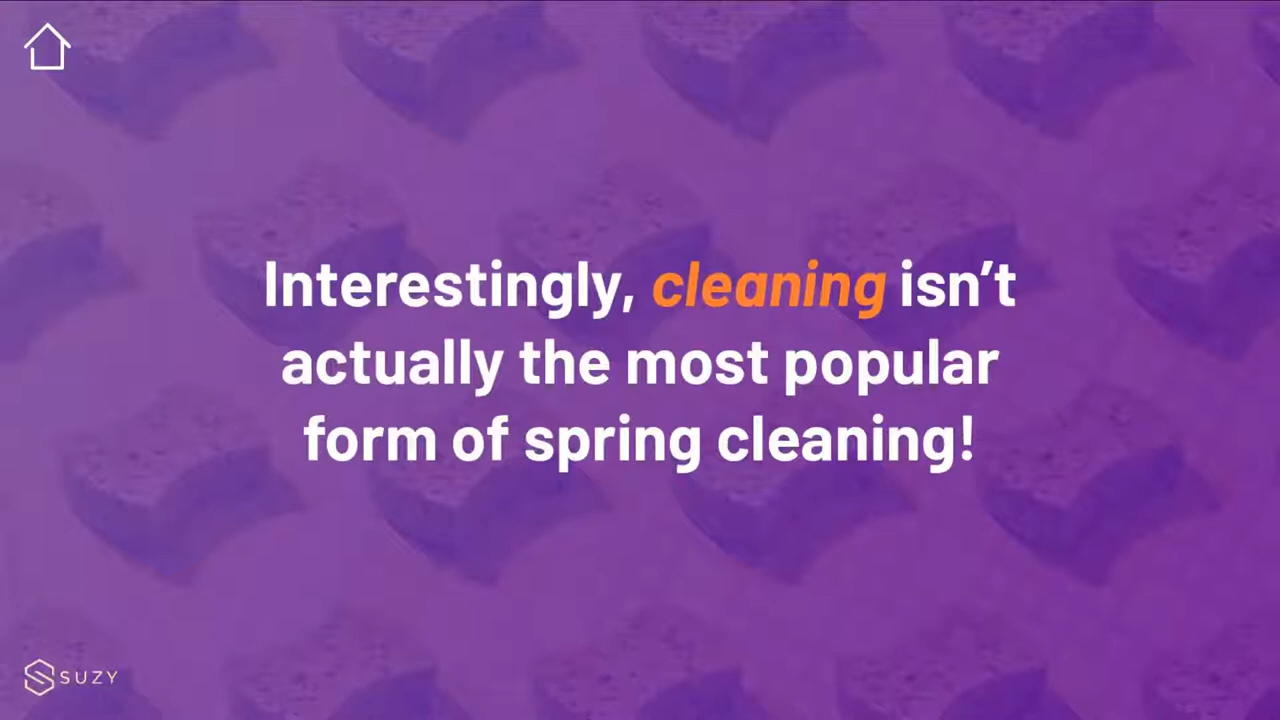 Interestingly, cleaning isn’t
actually the most popular
form of spring cleaning!
SUZY